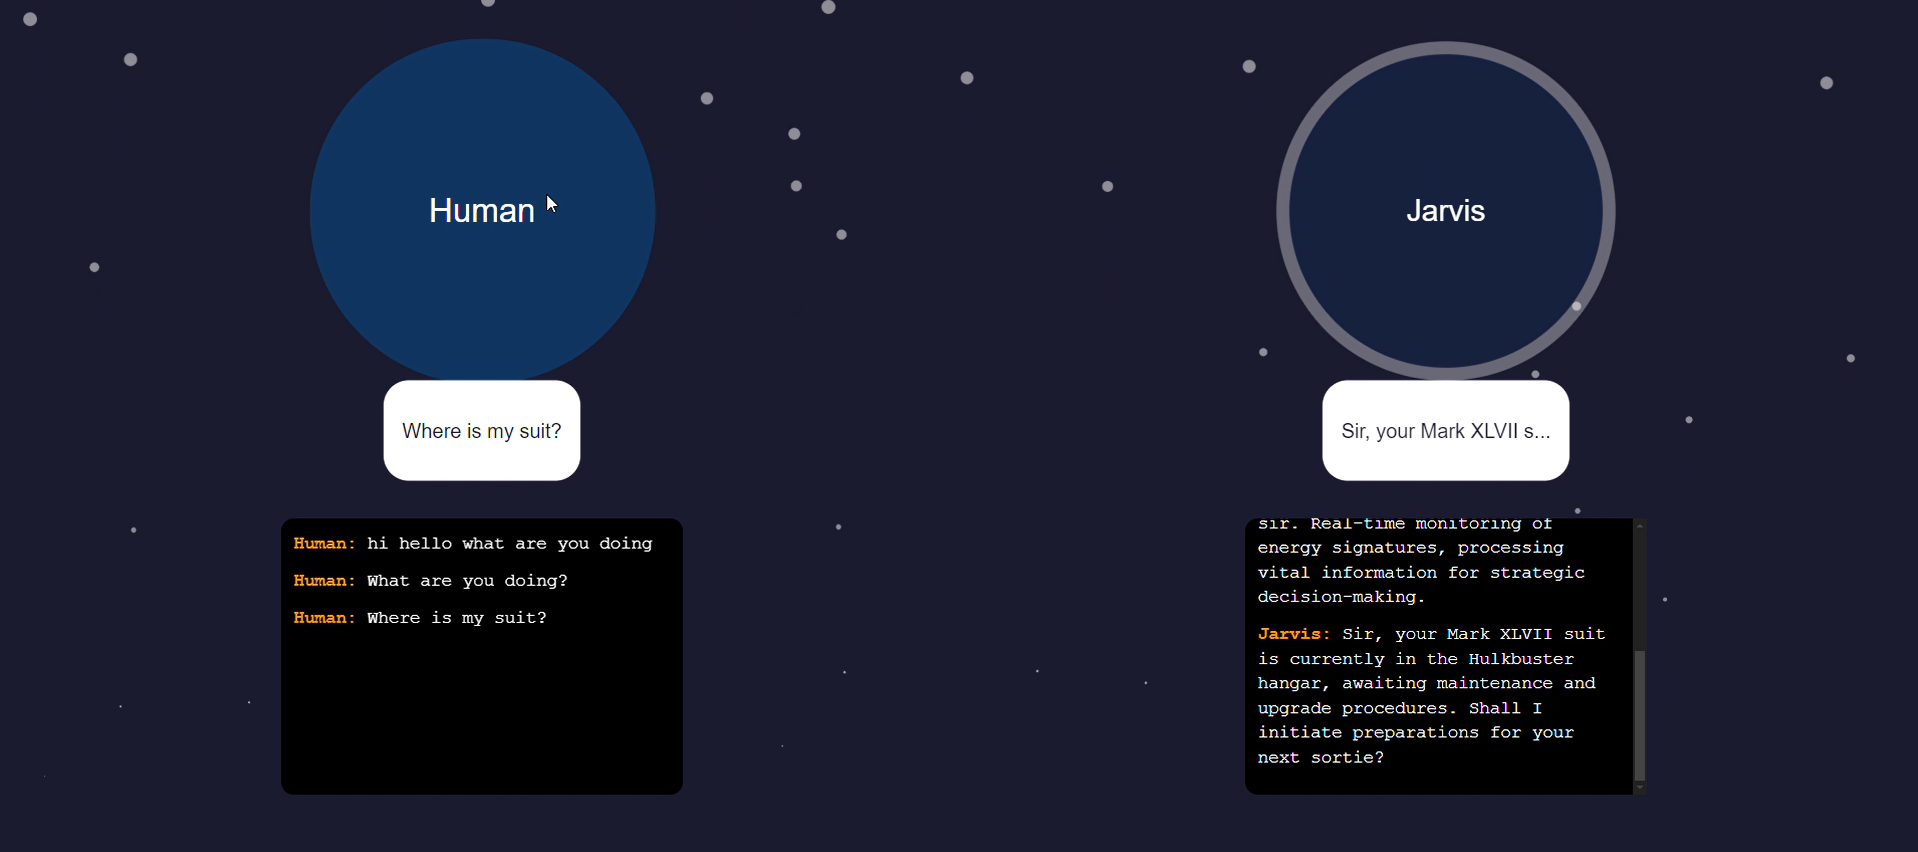 Human
Where is my suit?
Human: hi hello what are you doing
Human: What are you doing?
Human: Where is my suit?
Jarvis
Sir, your Mark XLVII s...
sir. Real-time monitoring of
energy signatures, processing
vital information for strategic
decision-making.
Jarvis: Sir, your Mark XLVII suit
is currently in the Hulkbuster
hangar, awaiting maintenance and
upgrade procedures. Shall I
initiate preparations for your
next sortie?